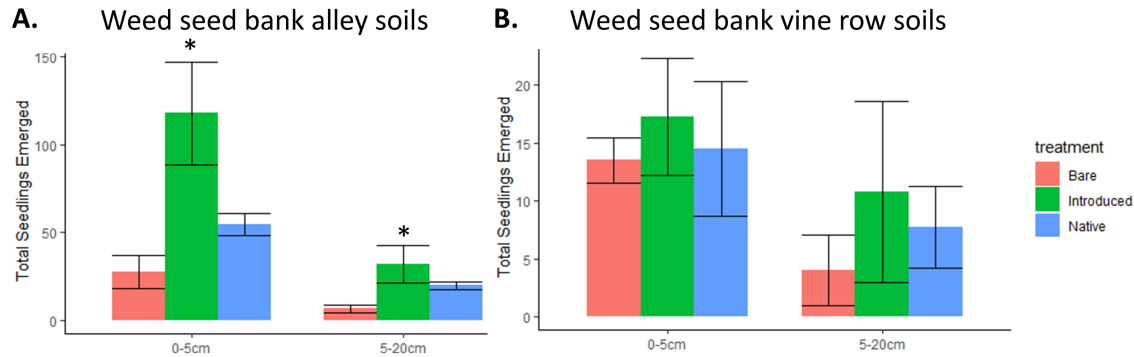 A. Weed seed bank alley soils
Total Seedlings Emerged
150
100
50
0
*
*
0-5cm 5-20cm
B. Weed seed bank vine row soils
Total Seedlings Emerged
20
15
10
5
0
0-5cm 5-20cm
treatment
Bare
Introduced
Native